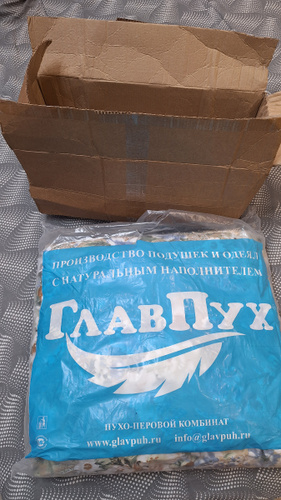 ПРОИЗВОДСТВО ПОДУШЕК И ОДЕЯЛ
С НАТУРАЛЬНЫМ НАПОЛНИТЕЛЕМ
ГЛАВПУХ
ПУХО-ПЕРОВОЙ КОМБИНАТ
www.glavpuh.ru info@glavpuh.ru